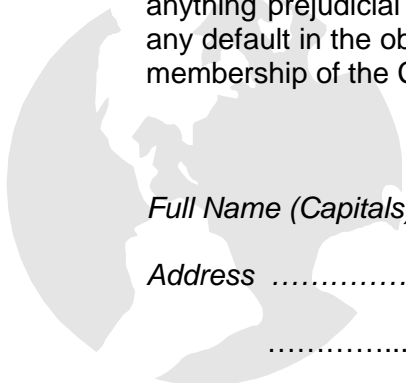 anything prejudicial
any default in the ob
membership of the C
Full Name (Capitals)
Address ……………
…………...